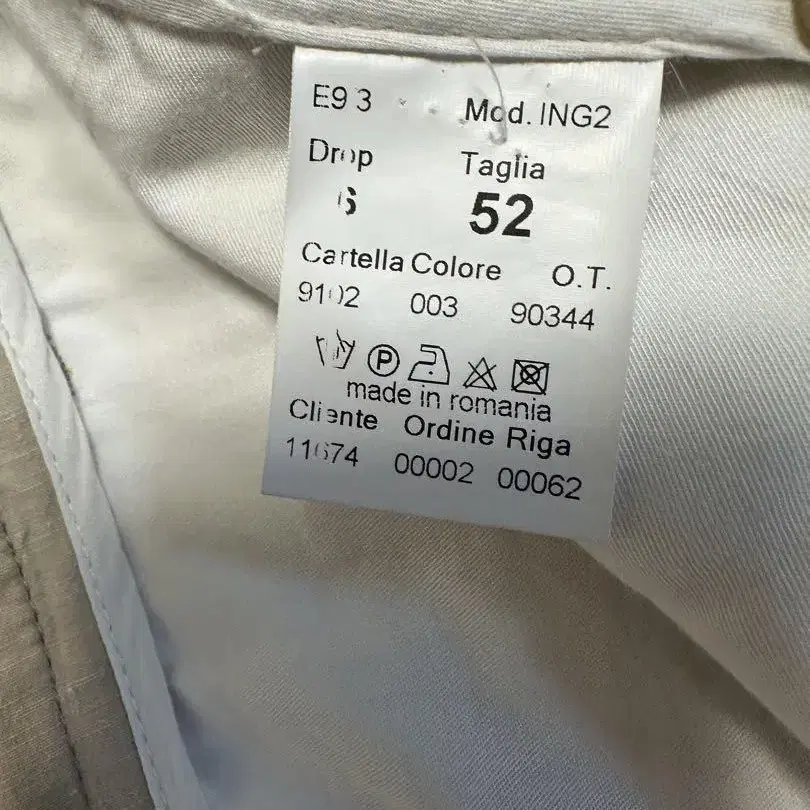 E9 3 Mod. ING2
Drop Taglia
6 52
Cartella Colore O.T.
9102 003 90344
P
made in romania
Cliente Ordine Riga
11674 00002 00062